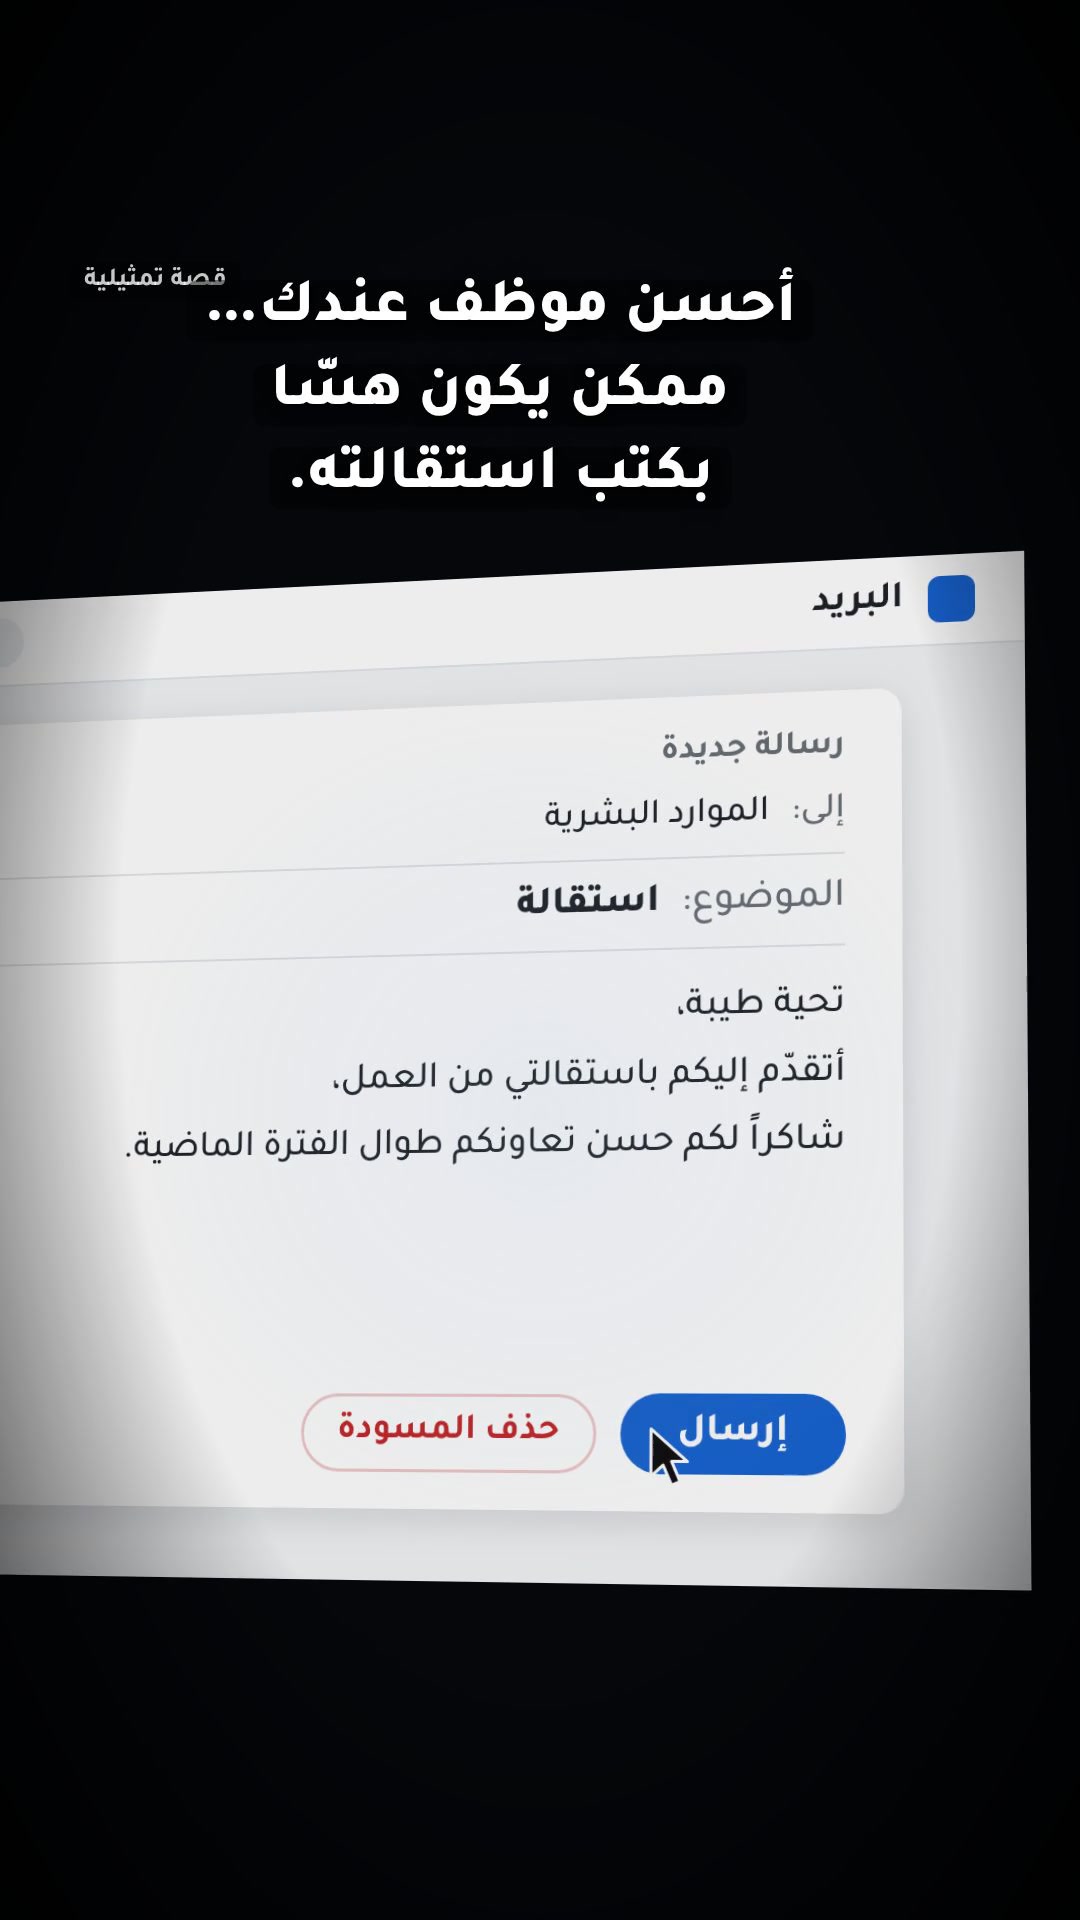 قصة تمثيلية
أحسن موظف عندك...
ممكن يكون هسّا
بكتب استقالته.
البريد
رسالة جديدة
إلى: الموارد البشرية
الموضوع: استقالة
تحية طيبة،
أتقدّم إليكم باستقالتي من العمل،
شاكراً لكم حسن تعاونكم طوال الفترة الماضية.
إرسال
حذف المسودة